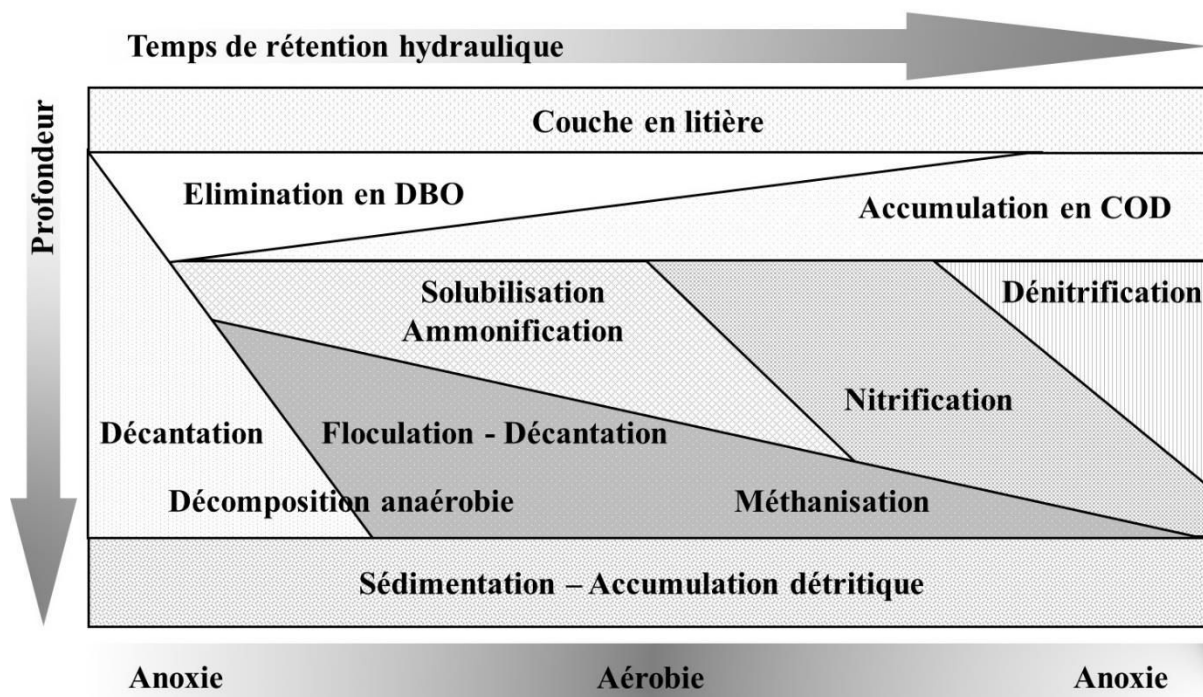 Temps de rétention hydraulique
Profondeur
Couche en litière
Elimination en DBO
Accumulation en COD
Solubilisation
Ammonification
Dénitrification
Nitrification
Décantation
Floculation - Décantation
Décomposition anaérobie
Méthanisation
Sédimentation – Accumulation détritique
Anoxie
Aérobie
Anoxie